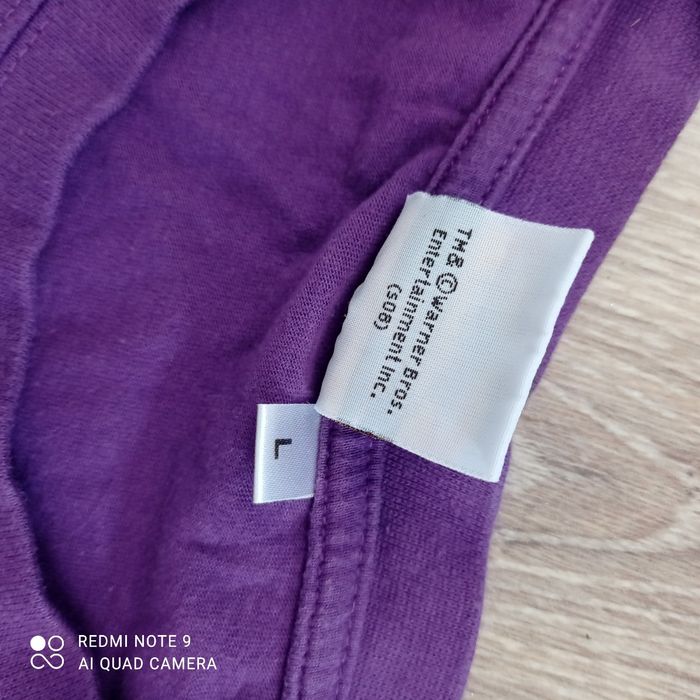 TM&©Warner Bros.
Entertainment Inc.
(s08)
L
REDMI NOTE 9
AI QUAD CAMERA